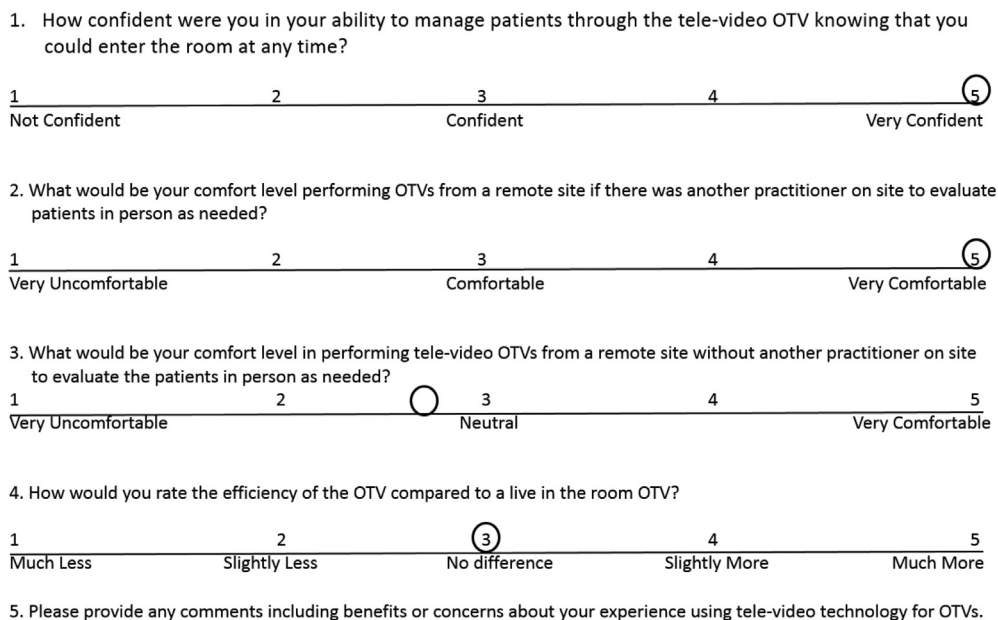 1. How confident were you in your ability to manage patients through the tele-video OTV knowing that you
could enter the room at any time?
1 2 3 4 5
Not Confident Confident Very Confident
2. What would be your comfort level performing OTVs from a remote site if there was another practitioner on site to evaluate
patients in person as needed?
1 2 3 4 5
Very Uncomfortable Comfortable Very Comfortable
3. What would be your comfort level in performing tele-video OTVs from a remote site without another practitioner on site
to evaluate the patients in person as needed?
1 2 3 4 5
Very Uncomfortable Neutral Very Comfortable
4. How would you rate the efficiency of the OTV compared to a live in the room OTV?
1 2 3 4 5
Much Less Slightly Less No difference Slightly More Much More
5. Please provide any comments including benefits or concerns about your experience using tele-video technology for OTVs.